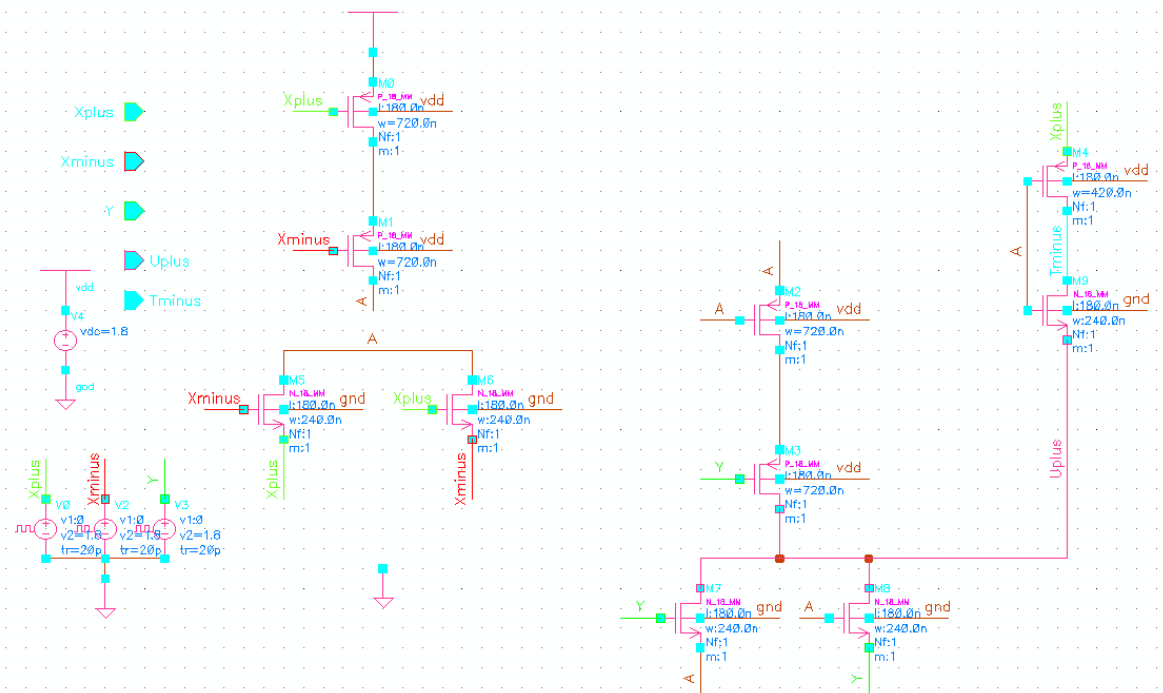 M0
P_18_MM
Xplus
vdd
l:180.0n
w=720.0n
Nf:1
m:1
Xplus
Xminus
Y
Uplus
Tminus
M1
P_18_MM
Xminus
vdd
l:180.0n
w=720.0n
Nf:1
m:1
A
vdd
V4
vdc=1.8
gnd
A
M5
N_18_MM
Xminus
gnd
l:180.0n
w:240.0n
Nf:1
m:1
Xplus
M6
N_18_MM
Xplus
gnd
l:180.0n
w:240.0n
Nf:1
m:1
Xminus
Xplus
V0
v1:0
v2=1.8
tr=20p
Xminus
V2
v1:0
v2=1.8
tr=20p
Y
V3
v1:0
v2=1.8
tr=20p
A
M2
P_18_MM
A
vdd
l:180.0n
w=720.0n
Nf:1
m:1
M3
P_18_MM
Y
vdd
l:180.0n
w=720.0n
Nf:1
m:1
Xplus
M4
P_18_MM
vdd
l:180.0n
w=420.0n
Nf:1
m:1
A
Tminus
M9
N_18_MM
gnd
l:180.0n
w:240.0n
Nf:1
m:1
Uplus
M7
N_18_MM
Y
gnd
l:180.0n
w:240.0n
Nf:1
m:1
A
M8
N_18_MM
A
gnd
l:180.0n
w:240.0n
Nf:1
m:1
Y